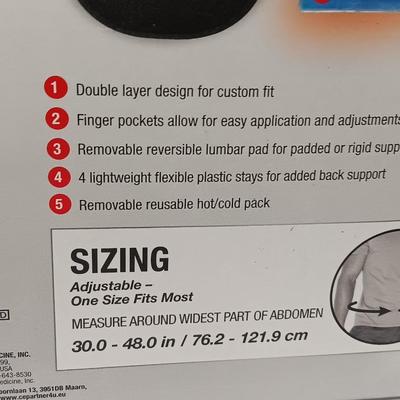 1 Double layer design for custom fit
2 Finger pockets allow for easy application and adjustments
3 Removable reversible lumbar pad for padded or rigid supp
4 4 lightweight flexible plastic stays for added back support
5 Removable reusable hot/cold pack
SIZING
Adjustable –
One Size Fits Most
MEASURE AROUND WIDEST PART OF ABDOMEN
30.0 - 48.0 in / 76.2 - 121.9 cm
CINE, INC.
99,
USA
-643-8530
edicine, Inc.
oornlaan 13, 3951DB Maarn,
www.cepartner4u.eu